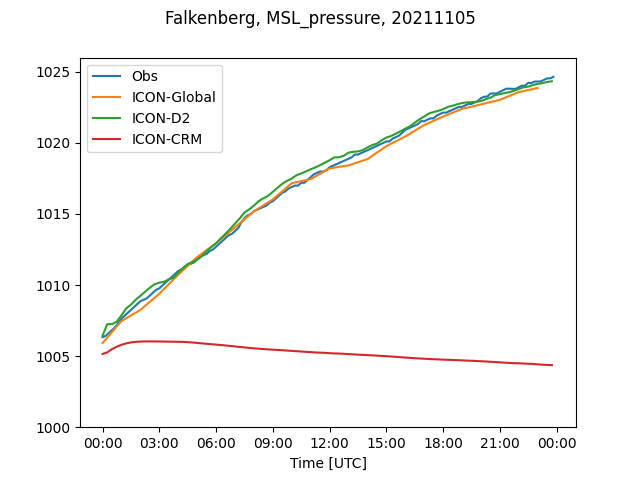 Falkenberg, MSL_pressure, 20211105
Obs
ICON-Global
ICON-D2
ICON-CRM
1025
1020
1015
1010
1005
1000
00:00 03:00 06:00 09:00 12:00 15:00 18:00 21:00 00:00
Time [UTC]